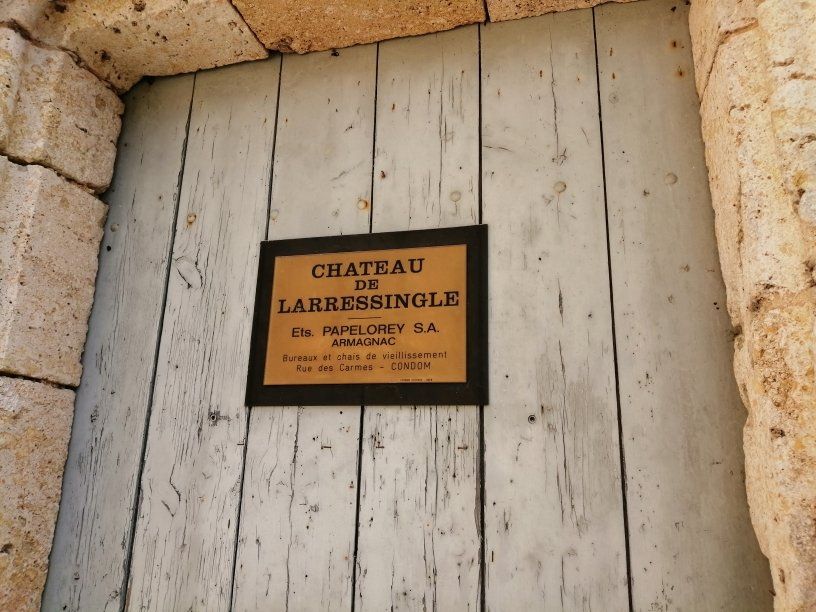 CHATEAU
DE
LARRESSINGLE
Ets. PAPELOREY S.A.
ARMAGNAC
Bureaux et chais de vieillissement
Rue des Carmes - CONDOM